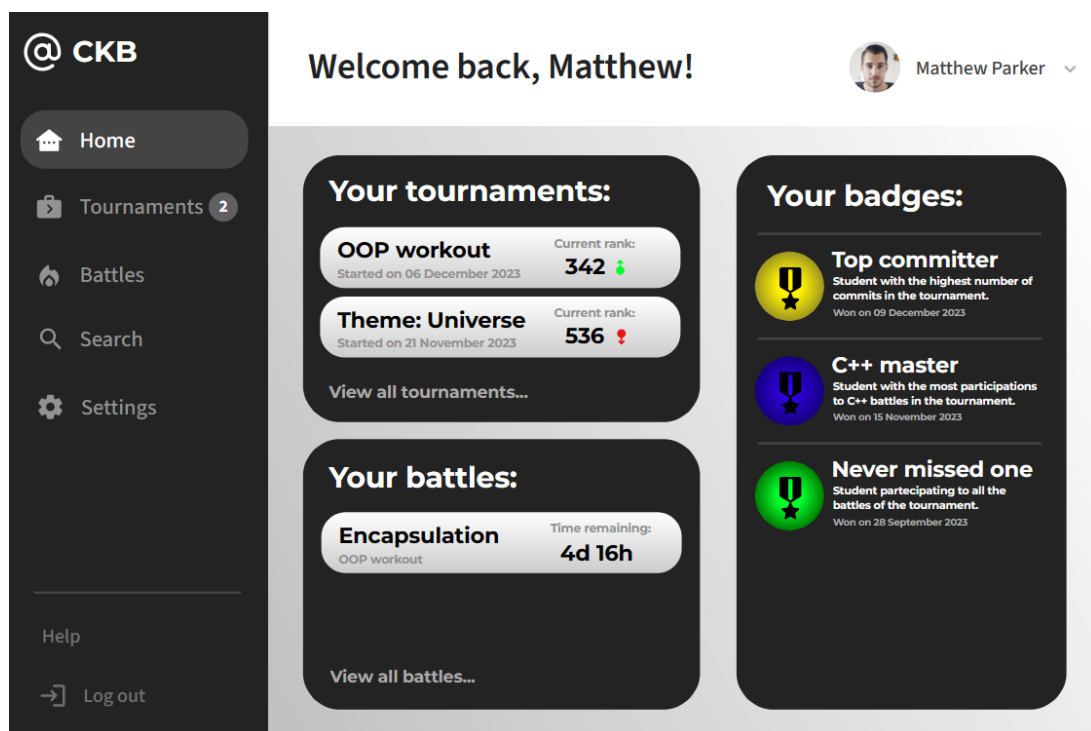 @ CKB
Home
Tournaments 2
Battles
Search
Settings
Help
Log out
Welcome back, Matthew!
Matthew Parker
Your tournaments:
OOP workout
Started on 06 December 2023
Current rank:
342
Theme: Universe
Started on 21 November 2023
Current rank:
536
View all tournaments...
Your battles:
Encapsulation
OOP workout
Time remaining:
4d 16h
View all battles...
Your badges:
Top committer
Student with the highest number of
commits in the tournament.
Won on 09 December 2023
C++ master
Student with the most participations
to C++ battles in the tournament.
Won on 15 November 2023
Never missed one
Student partecipating to all the
battles of the tournament.
Won on 28 September 2023